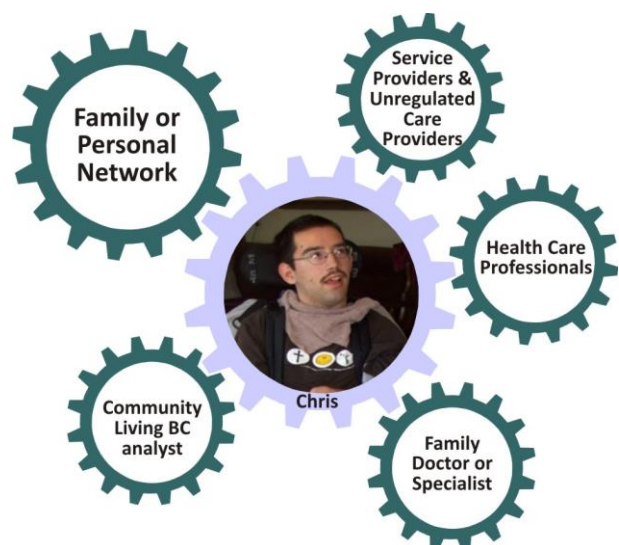 Family or
Personal
Network
Service
Providers &
Unregulated
Care
Providers
Health Care
Professionals
Chris
Community
Living BC
analyst
Family
Doctor or
Specialist